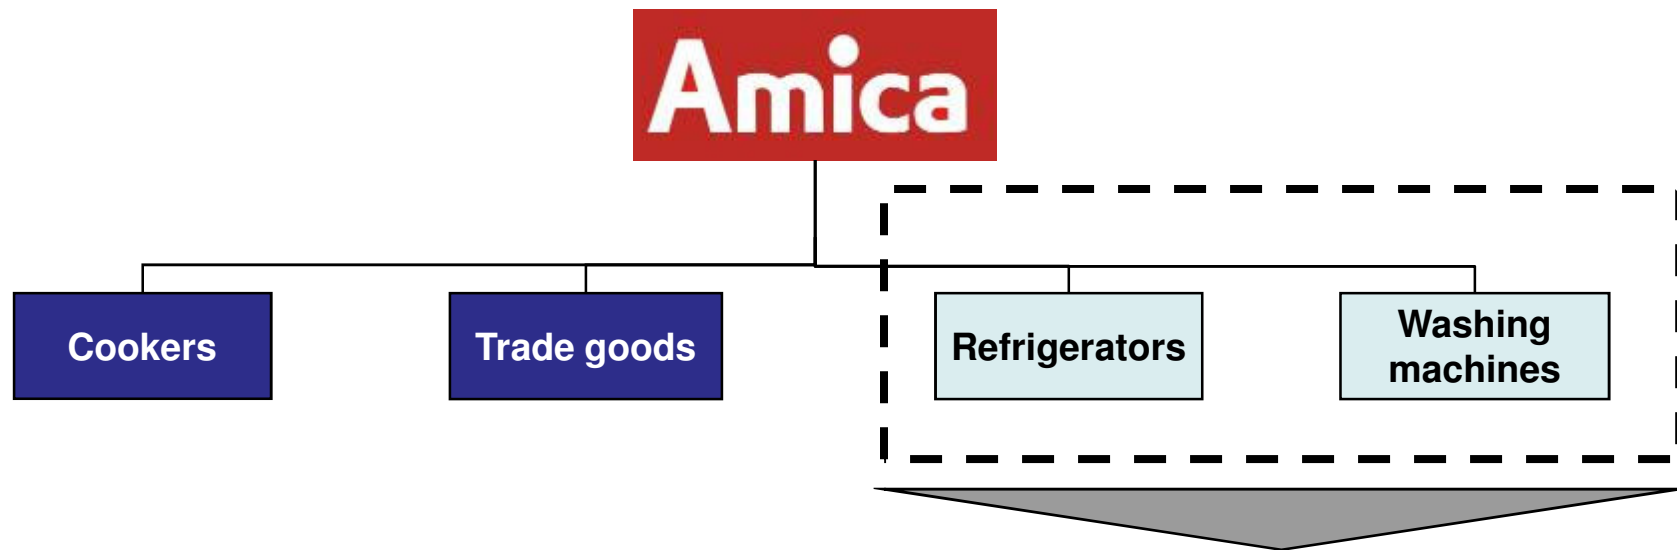 Amica
Cookers
Trade goods
Refrigerators
Washing
machines